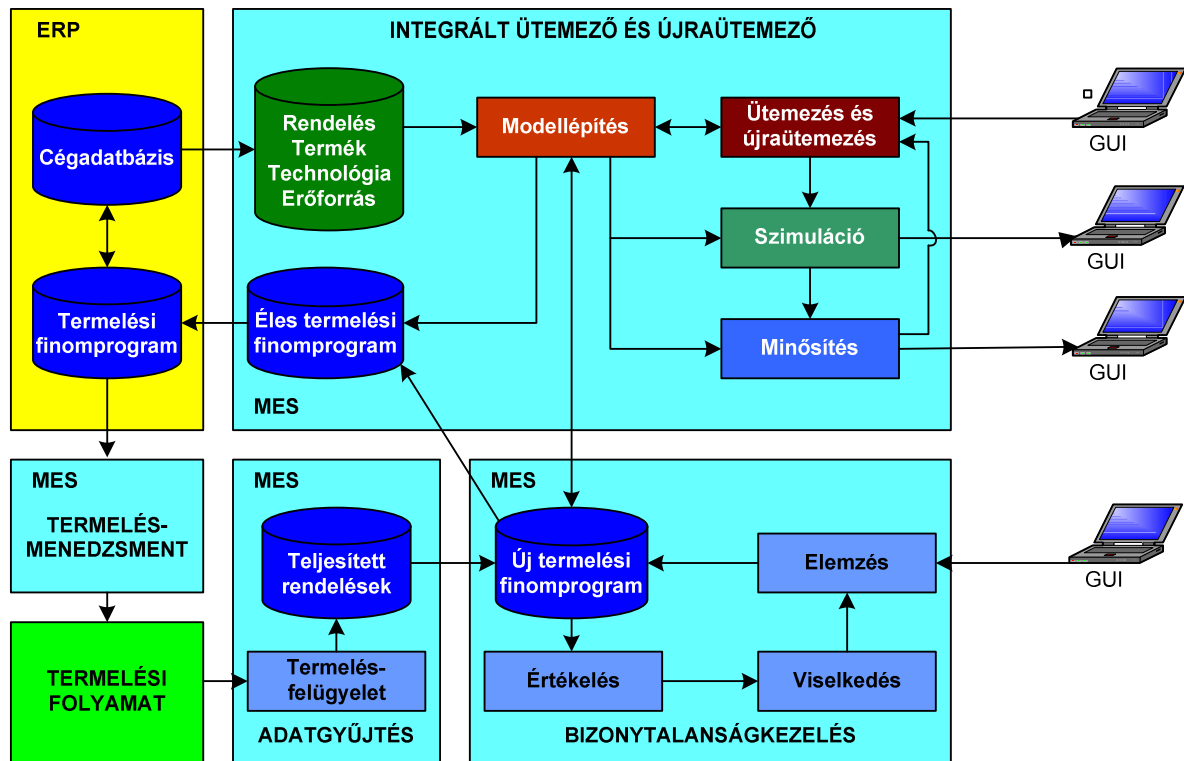 ERP
INTEGRÁLT ÜTEMEZŐ ÉS ÚJRAÜTEMEZŐ
Cégadatbázis
Rendelés
Termék
Technológia
Erőforrás
Modellépítés
Ütemezés és
újraütemezés
GUI
Szimuláció
GUI
Termelési
finomprogram
Éles termelési
finomprogram
Minősítés
GUI
MES
MES
TERMELÉS-
MENEDZSMENT
MES
Teljesített
rendelések
MES
Új termelési
finomprogram
Elemzés
GUI
TERMELÉSI
FOLYAMAT
Termelés-
felügyelet
ADATGYŰJTÉS
Értékelés
Viselkedés
BIZONYTALANSÁGKEZELÉS